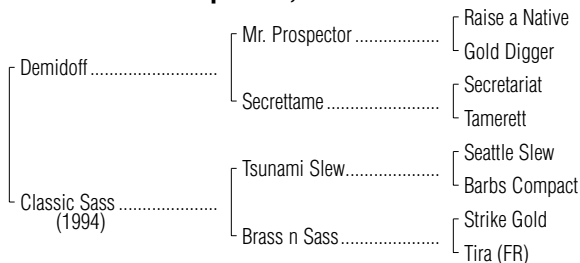 Demidoff
Classic Sass
(1994)
Mr. Prospector
Secrettame
Tsunami Slew
Brass n Sass
Raise a Native
Gold Digger
Secretariat
Tamerett
Seattle Slew
Barbs Compact
Strike Gold
Tira (FR)